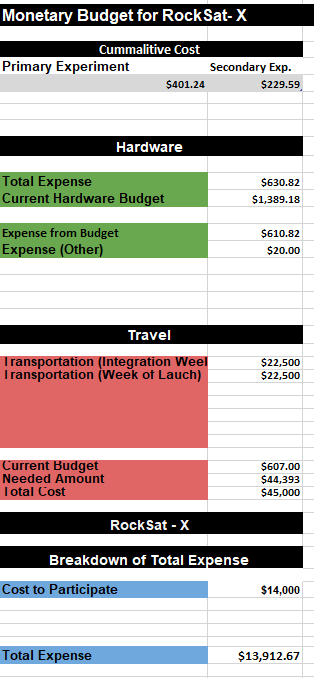 Monetary Budget for RockSat- X
Cummalitive Cost
Primary Experiment Secondary Exp.
$401.24 $229.59
Hardware
Total Expense $630.82
Current Hardware Budget $1,389.18
Expense from Budget $610.82
Expense (Other) $20.00
Travel
Transportation (Integration Weel $22,500
Transportation (Week of Lauch) $22,500
Current Budget $607.00
Needed Amount $44,393
Total Cost $45,000
RockSat - X
Breakdown of Total Expense
Cost to Participate $14,000
Total Expense $13,912.67